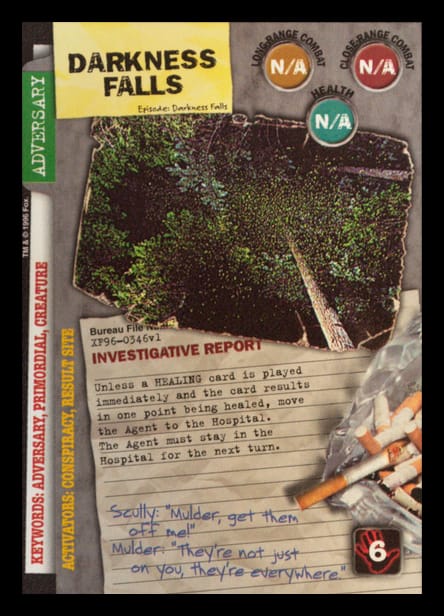 DARKNESS
FALLS
Episode: Darkness Falls
LONG-RANGE COMBAT
N/A
CLOSE-RANGE COMBAT
N/A
HEALTH
N/A
ADVERSARY
TM & © 1996 Fox.
KEYWORDS: ADVERSARY, PRIMORDIAL, CREATURE
ACTIVATORS: CONSPIRACY, RESULT SITE
Bureau File
XF96-0346v1
INVESTIGATIVE REPORT
Unless a HEALING card is played
immediately and the card results
in one point being healed, move
the Agent to the Hospital.
The Agent must stay in the
Hospital for the next turn.
Scully: "Mulder, get them
off me!"
Mulder: "They're not just
on you, they're everywhere."
6